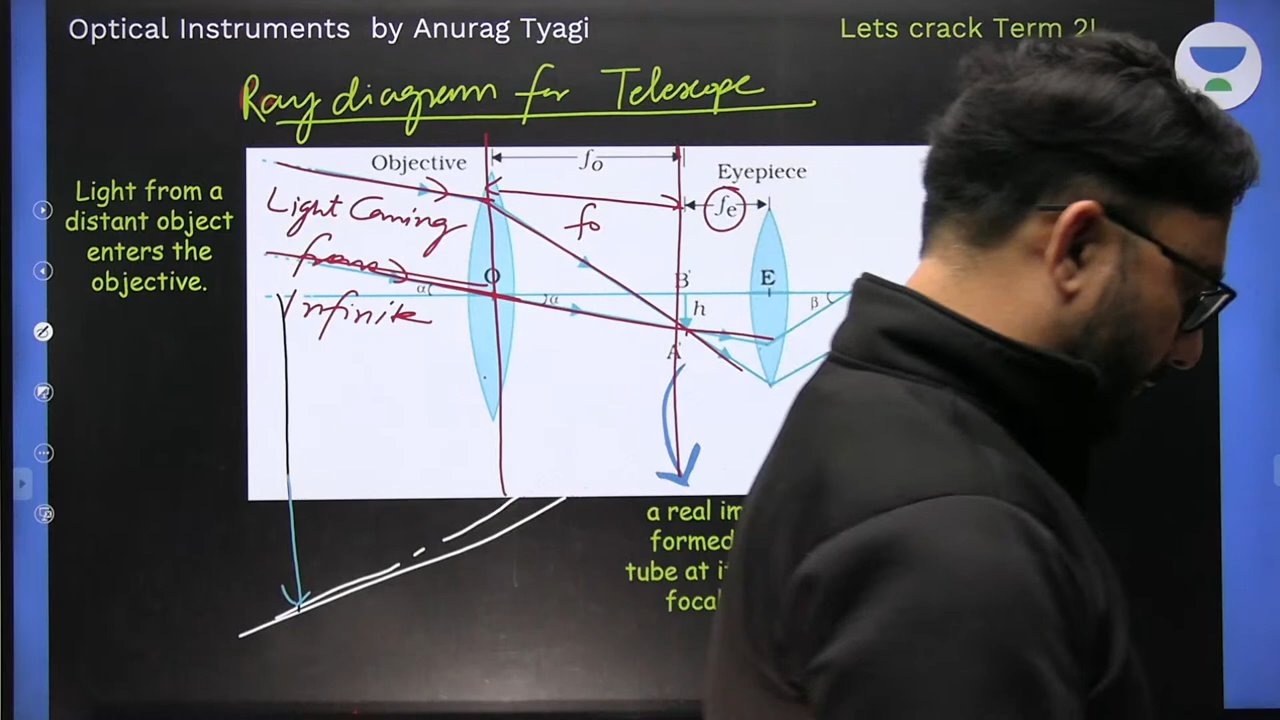 Optical Instruments by Anurag Tyagi
Lets crack Term 2!
Ray diagram for Telescope
Light from a
distant object
enters the
objective.
Objective
fo
Eyepiece
Light Coming
fo
fe
from
O
B'
E
α
α
h
β
Infinite
A'
a real im
formed
tube at i
focal